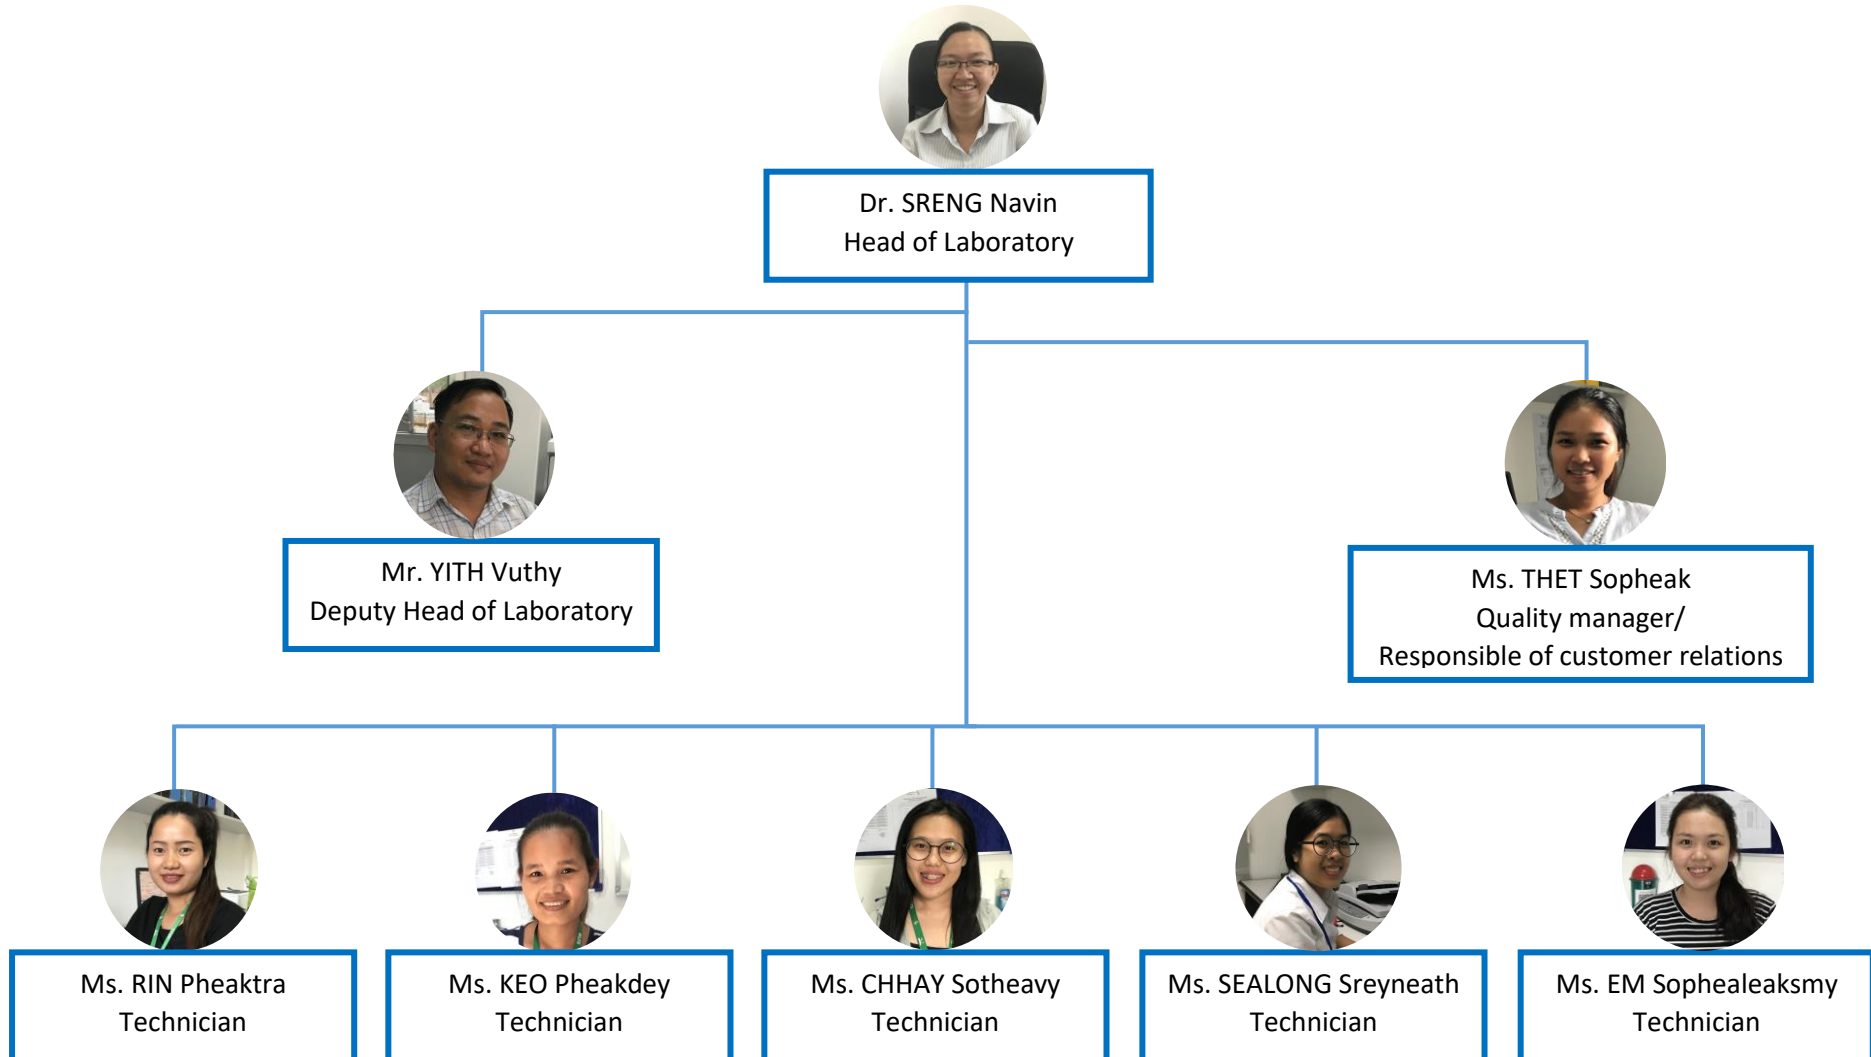 Dr. SRENG Navin
Head of Laboratory
Mr. YITH Vuthy
Deputy Head of Laboratory
Ms. THET Sopheak
Quality manager/
Responsible of customer relations
Ms. RIN Pheaktra
Technician
Ms. KEO Pheakdey
Technician
Ms. CHHAY Sotheavy
Technician
Ms. SEALONG Sreyneath
Technician
Ms. EM Sophealeaksmy
Technician